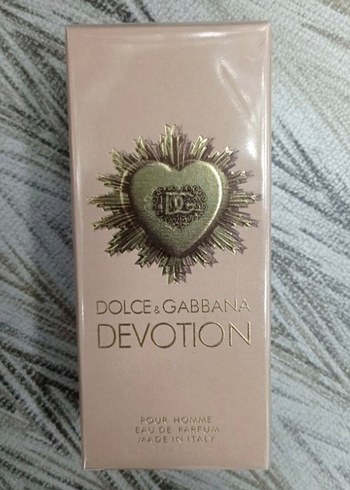 DG
DOLCE & GABBANA
DEVOTION
POUR HOMME
EAU DE PARFUM
MADE IN ITALY